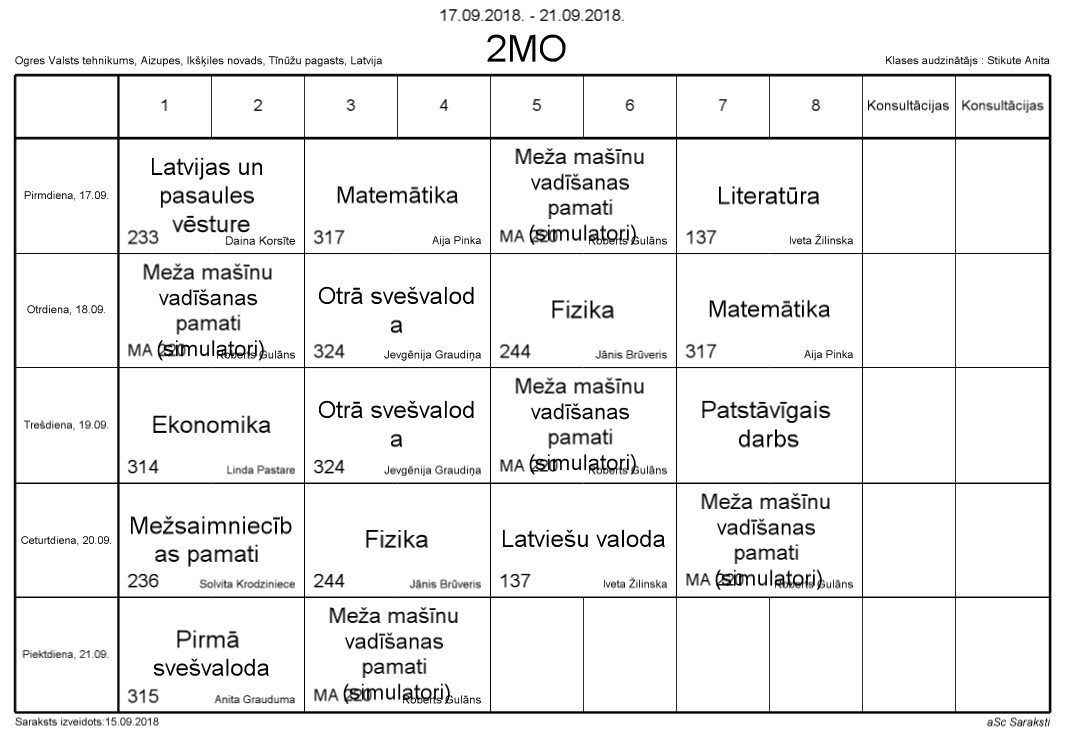 17.09.2018. - 21.09.2018.
2MO
Ogres Valsts tehnikums, Aizupes, Ikšķiles novads, Tīnūžu pagasts, Latvija
Klases audzinātājs : Stikute Anita
1 2 3 4 5 6 7 8 Konsultācijas Konsultācijas
Pirmdiena, 17.09.
Latvijas un
pasaules
vēsture
233 Daina Korsīte
Matemātika
317 Aija Pinka
Meža mašīnu
vadīšanas
pamati
(simulatori)
MA 220 Roberts Gulāns
Literatūra
137 Iveta Žilinska
Otrdiena, 18.09.
Meža mašīnu
vadīšanas
pamati
(simulatori)
MA 220 Roberts Gulāns
Otrā svešvalod
a
324 Jevgēnija Graudiņa
Fizika
244 Jānis Brūveris
Matemātika
317 Aija Pinka
Trešdiena, 19.09.
Ekonomika
314 Linda Pastare
Otrā svešvalod
a
324 Jevgēnija Graudiņa
Meža mašīnu
vadīšanas
pamati
(simulatori)
MA 220 Roberts Gulāns
Patstāvīgais
darbs
Ceturtdiena, 20.09.
Mežsaimniecīb
as pamati
236 Solvita Krodziniece
Fizika
244 Jānis Brūveris
Latviešu valoda
137 Iveta Žilinska
Meža mašīnu
vadīšanas
pamati
(simulatori)
MA 220 Roberts Gulāns
Piektdiena, 21.09.
Pirmā
svešvaloda
315 Anita Grauduma
Meža mašīnu
vadīšanas
pamati
(simulatori)
MA 220 Roberts Gulāns
Saraksts izveidots:15.09.2018
aSc Saraksti